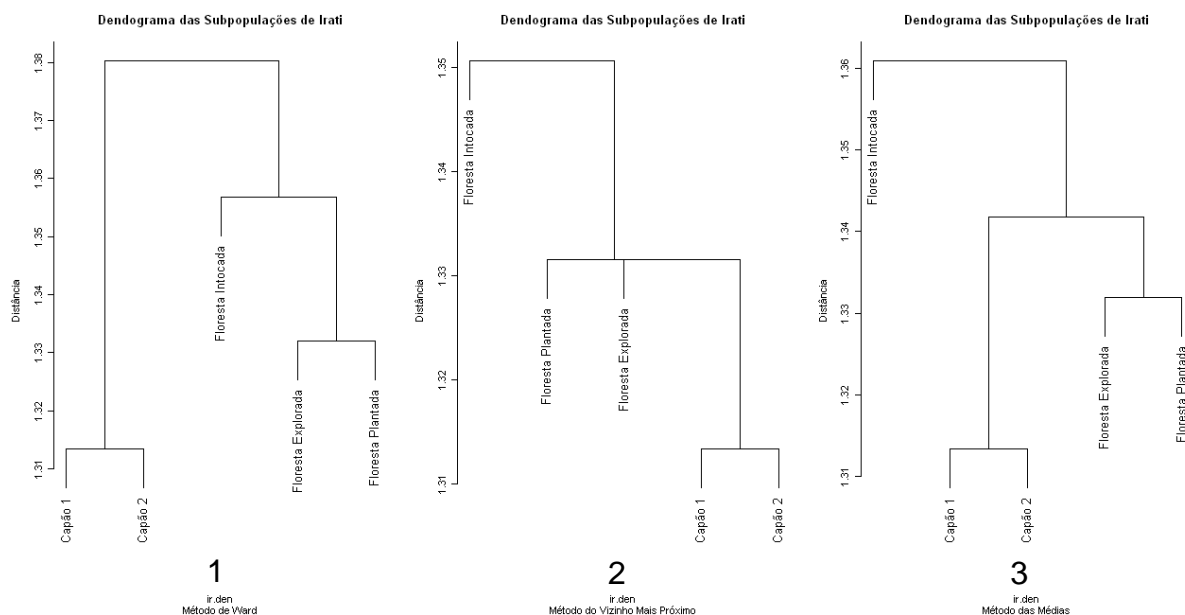 Dendograma das Subpopulações de Irati
Distância
1.38
1.37
1.36
1.35
1.34
1.33
1.32
1.31
Floresta Intocada
Floresta Explorada
Floresta Plantada
Capão 1
Capão 2
1
ir.den
Método de Ward
Dendograma das Subpopulações de Irati
Distância
1.35
1.34
1.33
1.32
1.31
Floresta Intocada
Floresta Plantada
Floresta Explorada
Capão 1
Capão 2
2
ir.den
Método do Vizinho Mais Próximo
Dendograma das Subpopulações de Irati
Distância
1.36
1.35
1.34
1.33
1.32
1.31
Floresta Intocada
Floresta Explorada
Floresta Plantada
Capão 1
Capão 2
3
ir.den
Método das Médias